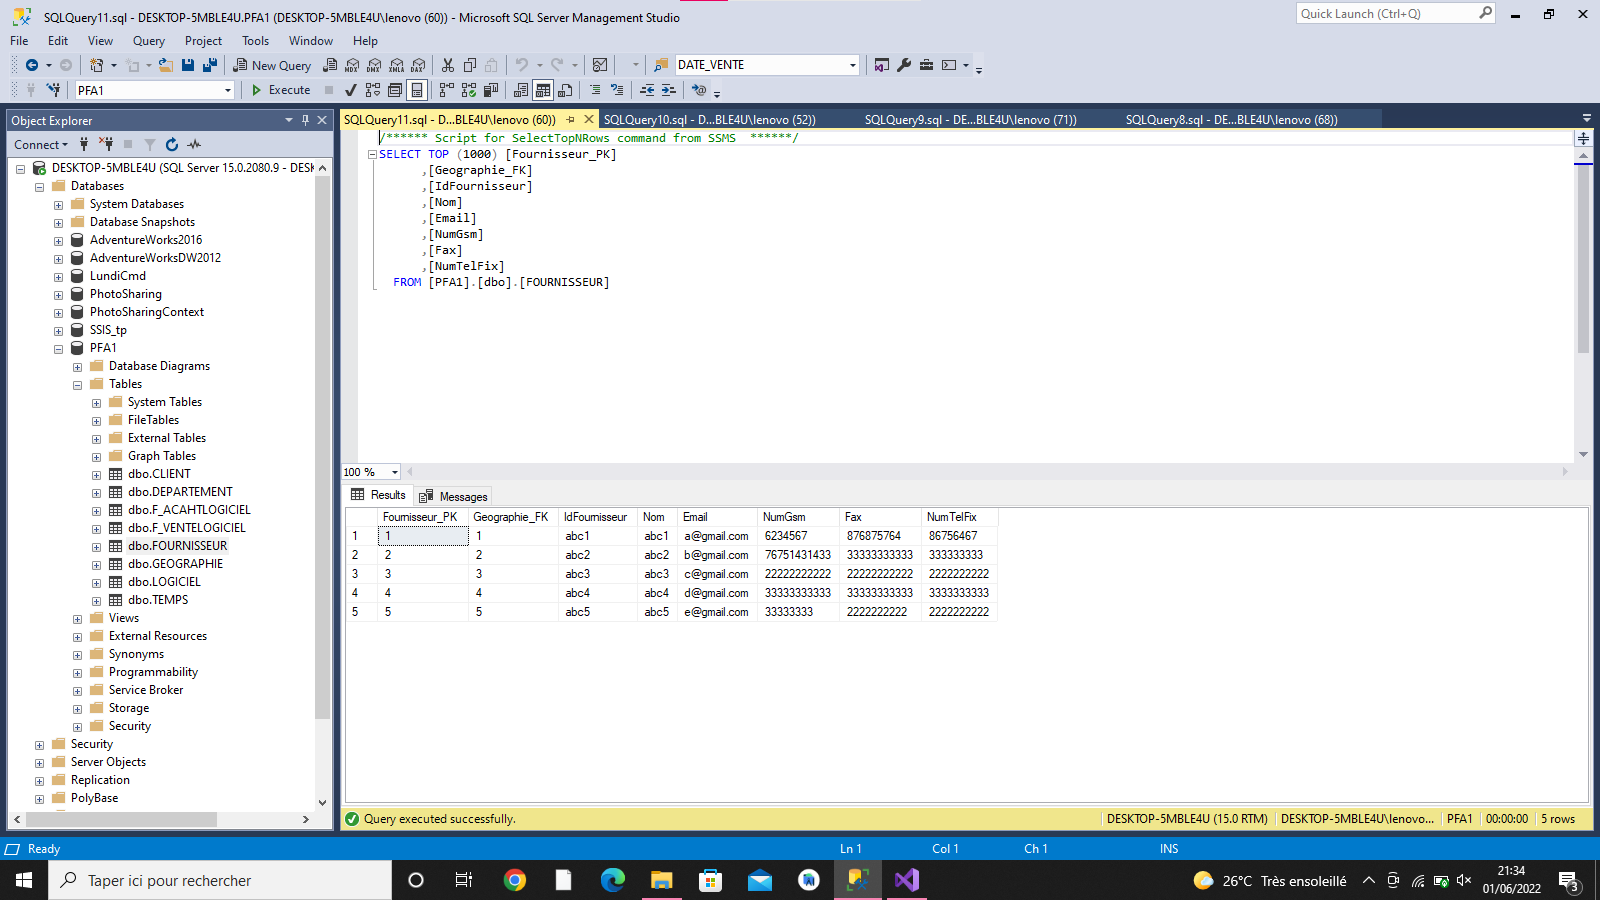 SQLQuery11.sql - DESKTOP-5MBLE4U.PFA1 (DESKTOP-5MBLE4U\lenovo (60)) - Microsoft SQL Server Management Studio
Quick Launch (Ctrl+Q)
File Edit View Query Project Tools Window Help
New Query MDX DMX XMLA DAX DATE_VENTE
PFA1 Execute
Object Explorer
SQLQuery11.sql - D...BLE4U\lenovo (60)) SQLQuery10.sql - D...BLE4U\lenovo (52)) SQLQuery9.sql - DE...BLE4U\lenovo (71)) SQLQuery8.sql - DE...BLE4U\lenovo (68))
Connect
DESKTOP-5MBLE4U (SQL Server 15.0.2080.9 - DESK
Databases
System Databases
Database Snapshots
AdventureWorks2016
AdventureWorksDW2012
LundiCmd
PhotoSharing
PhotoSharingContext
SSIS_tp
PFA1
Database Diagrams
Tables
System Tables
FileTables
External Tables
Graph Tables
dbo.CLIENT
dbo.DEPARTEMENT
dbo.F_ACAHTLOGICIEL
dbo.F_VENTELOGICIEL
dbo.FOURNISSEUR
dbo.GEOGRAPHIE
dbo.LOGICIEL
dbo.TEMPS
Views
External Resources
Synonyms
Programmability
Service Broker
Storage
Security
Security
Server Objects
Replication
PolyBase
/****** Script for SelectTopNRows command from SSMS ******/
SELECT TOP (1000) [Fournisseur_PK]
,[Geographie_FK]
,[IdFournisseur]
,[Nom]
,[Email]
,[NumGsm]
,[Fax]
,[NumTelFix]
FROM [PFA1].[dbo].[FOURNISSEUR]
100 %
Results Messages
Fournisseur_PK Geographie_FK IdFournisseur Nom Email NumGsm Fax NumTelFix
1 1 1 abc1 abc1 a@gmail.com 6234567 876875764 86756467
2 2 2 abc2 abc2 b@gmail.com 76751431433 33333333333 333333333
3 3 3 abc3 abc3 c@gmail.com 22222222222 22222222222 2222222222
4 4 4 abc4 abc4 d@gmail.com 33333333333 33333333333 3333333333
5 5 5 abc5 abc5 e@gmail.com 33333333 2222222222 2222222222
Query executed successfully. DESKTOP-5MBLE4U (15.0 RTM) DESKTOP-5MBLE4U\lenovo... PFA1 00:00:00 5 rows
Ready Ln 1 Col 1 Ch 1 INS
Taper ici pour rechercher
26°C Très ensoleillé
21:34
01/06/2022
3